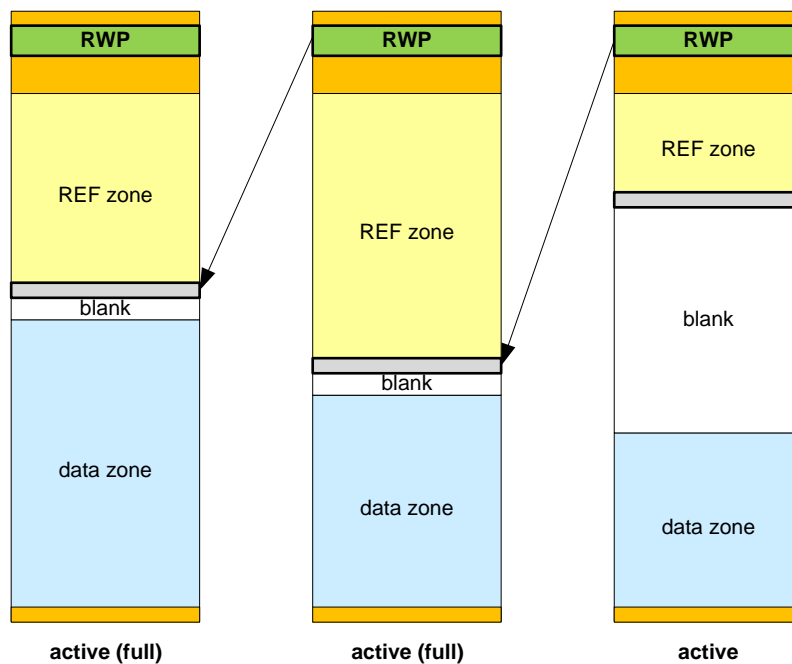 RWP
REF zone
blank
data zone
active (full)
RWP
REF zone
blank
data zone
active (full)
RWP
REF zone
blank
data zone
active